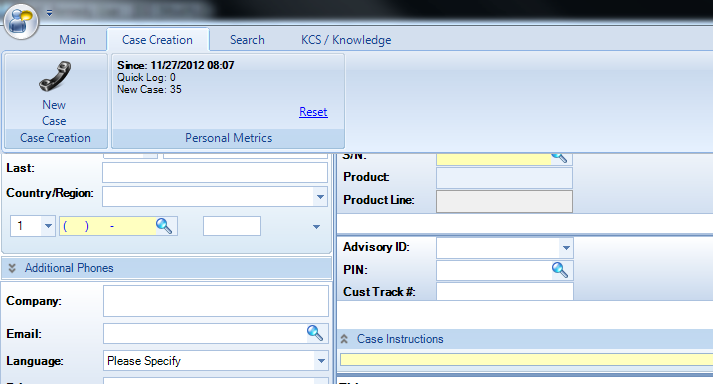 Main Case Creation Search KCS / Knowledge
New
Case
Case Creation
Since: 11/27/2012 08:07
Quick Log: 0
New Case: 35
Reset
Personal Metrics
Last:
Country/Region:
1 ( ) -
Additional Phones
Company:
Email:
Language: Please Specify
S/N:
Product:
Product Line:
Advisory ID:
PIN:
Cust Track #:
Case Instructions